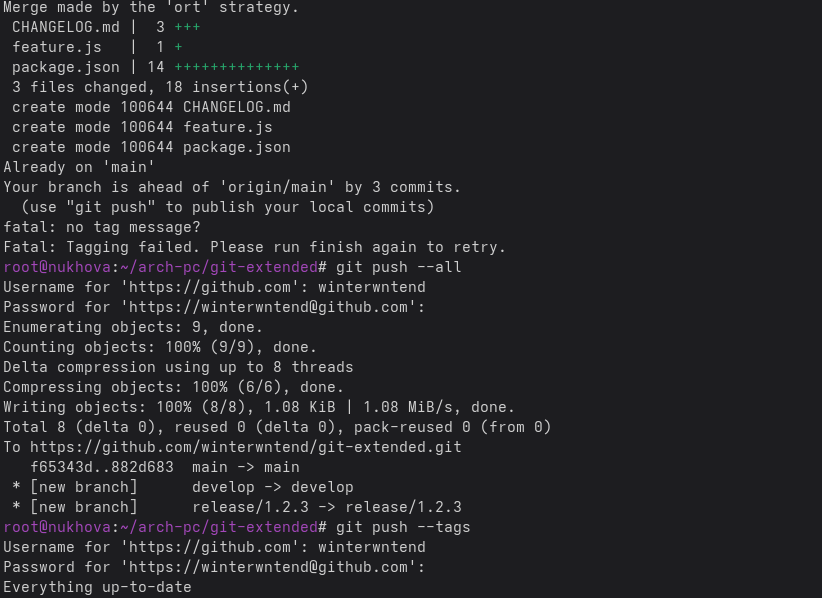 Merge made by the 'ort' strategy.
 CHANGELOG.md |  3 +++
 feature.js   |  1 +
 package.json | 14 ++++++++++++++
 3 files changed, 18 insertions(+)
 create mode 100644 CHANGELOG.md
 create mode 100644 feature.js
 create mode 100644 package.json
Already on 'main'
Your branch is ahead of 'origin/main' by 3 commits.
  (use "git push" to publish your local commits)
fatal: no tag message?
Fatal: Tagging failed. Please run finish again to retry.
root@nukhova:~/arch-pc/git-extended# git push --all
Username for 'https://github.com': winterwntend
Password for 'https://winterwntend@github.com':
Enumerating objects: 9, done.
Counting objects: 100% (9/9), done.
Delta compression using up to 8 threads
Compressing objects: 100% (6/6), done.
Writing objects: 100% (8/8), 1.08 KiB | 1.08 MiB/s, done.
Total 8 (delta 0), reused 0 (delta 0), pack-reused 0 (from 0)
To https://github.com/winterwntend/git-extended.git
   f65343d..882d683  main -> main
 * [new branch]      develop -> develop
 * [new branch]      release/1.2.3 -> release/1.2.3
root@nukhova:~/arch-pc/git-extended# git push --tags
Username for 'https://github.com': winterwntend
Password for 'https://winterwntend@github.com':
Everything up-to-date